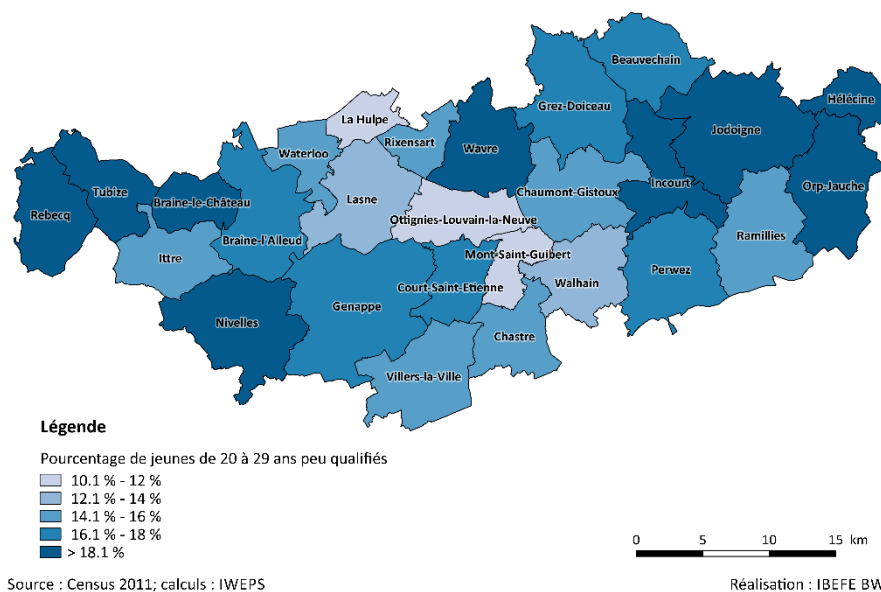 Beauvechain
Hélécine
Grez-Doiceau
La Hulpe
Jodoigne
Rixensart
Waterloo
Wavre
Incourt
Orp-Jauche
Tubize
Braine-le-Château
Chaumont-Gistoux
Lasne
Rebecq
Ottignies-Louvain-la-Neuve
Ramillies
Braine-l'Alleud
Mont-Saint-Guibert
Ittre
Perwez
Walhain
Court-Saint-Etienne
Genappe
Nivelles
Chastre
Villers-la-Ville
Légende
Pourcentage de jeunes de 20 à 29 ans peu qualifiés
10.1 % - 12 %
12.1 % - 14 %
14.1 % - 16 %
16.1 % - 18 %
> 18.1 %
0 5 10 15 km
Source : Census 2011; calculs : IWEPS
Réalisation : IBEFE BW